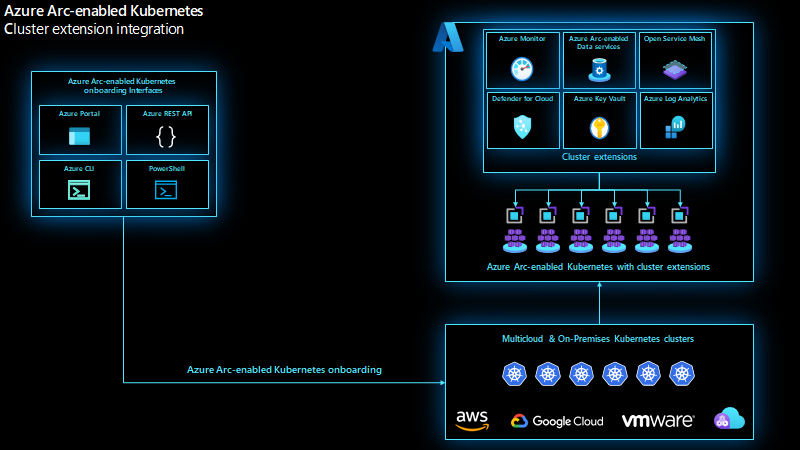 Azure Arc-enabled Kubernetes
Cluster extension integration
Azure Arc-enabled Kubernetes
onboarding Interfaces
Azure Portal
Azure REST API
{ }
Azure CLI
PowerShell
Azure Monitor
Azure Arc-enabled
Data services
Open Service Mesh
Defender for Cloud
Azure Key Vault
Azure Log Analytics
Cluster extensions
Azure Arc-enabled Kubernetes with cluster extensions
Azure Arc-enabled Kubernetes onboarding
Multicloud & On-Premises Kubernetes clusters
aws
Google Cloud
vmware®